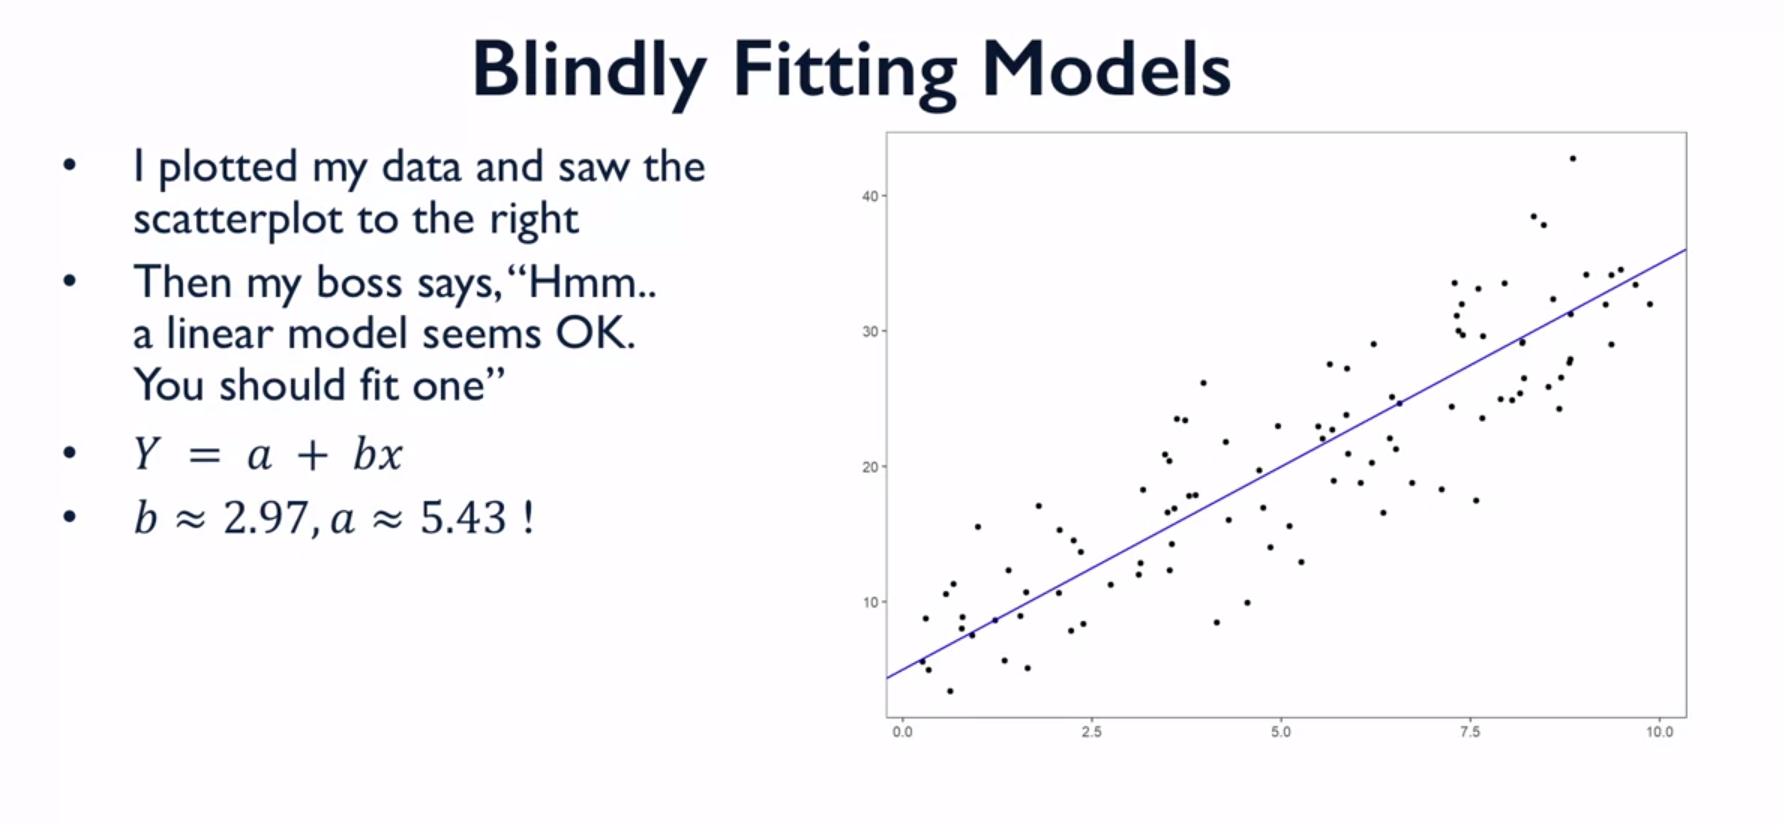 Blindly Fitting Models
• I plotted my data and saw the
scatterplot to the right
• Then my boss says,“Hmm..
a linear model seems OK.
You should fit one”
• Y = a + bx
• b ≈ 2.97, a ≈ 5.43 !
40
30
20
10
0.0 2.5 5.0 7.5 10.0